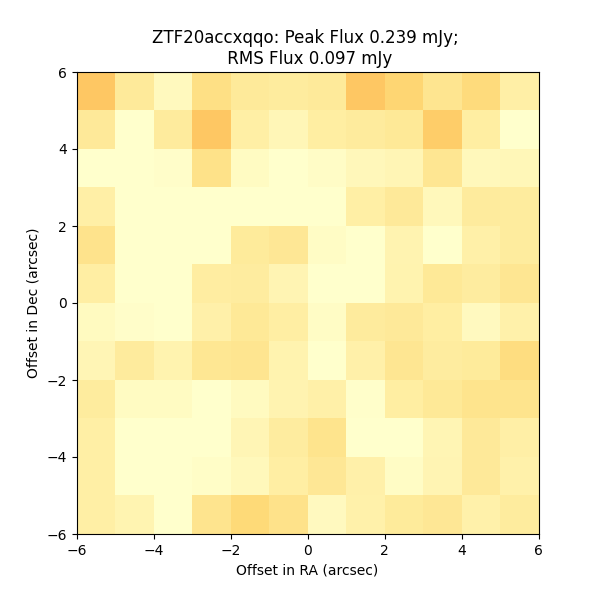 ZTF20accxqqo: Peak Flux 0.239 mJy;
RMS Flux 0.097 mJy
6
4
2
0
−2
−4
−6
Offset in Dec (arcsec)
−6 −4 −2 0 2 4 6
Offset in RA (arcsec)